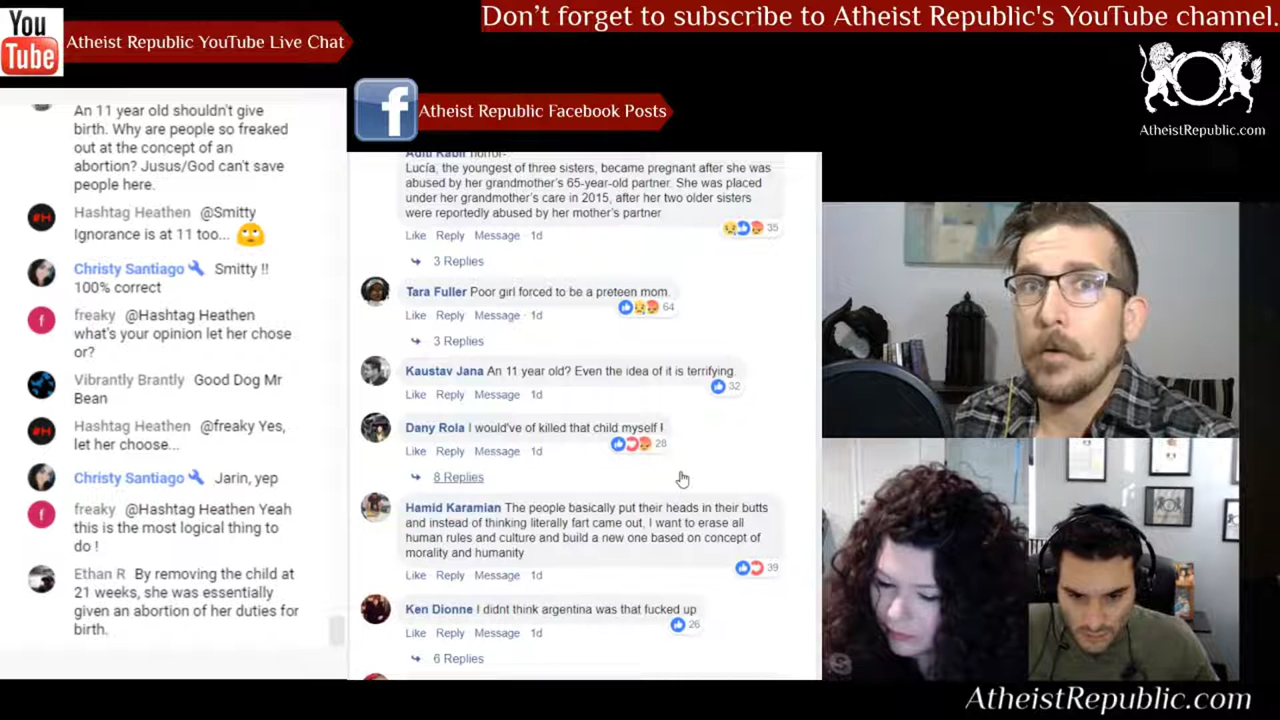 Don't forget to subscribe to Atheist Republic's YouTube channel.
You
Tube
Atheist Republic YouTube Live Chat
An 11 year old shouldn't give
birth. Why are people so freaked
out at the concept of an
abortion? Jusus/God can't save
people here.
#H
Hashtag Heathen @Smitty
Ignorance is at 11 too...
Christy Santiago Smitty !!
100% correct
f
freaky @Hashtag Heathen
what's your opinion let her chose
or?
Vibrantly Brantly Good Dog Mr
Bean
#H
Hashtag Heathen @freaky Yes,
let her choose...
Christy Santiago Jarin, yep
f
freaky @Hashtag Heathen Yeah
this is the most logical thing to
do !
Ethan R By removing the child at
21 weeks, she was essentially
given an abortion of her duties for
birth.
f
Atheist Republic Facebook Posts
Aditi Kabir horror-
Lucía, the youngest of three sisters, became pregnant after she was
abused by her grandmother's 65-year-old partner. She was placed
under her grandmother's care in 2015, after her two older sisters
were reportedly abused by her mother's partner
35
Like Reply Message · 1d
3 Replies
Tara Fuller Poor girl forced to be a preteen mom.
64
Like Reply Message · 1d
3 Replies
Kaustav Jana An 11 year old? Even the idea of it is terrifying.
32
Like Reply Message 1d
Dany Rola I would've of killed that child myself !
28
Like Reply Message 1d
8 Replies
Hamid Karamian The people basically put their heads in their butts
and instead of thinking literally fart came out, I want to erase all
human rules and culture and build a new one based on concept of
morality and humanity
39
Like Reply Message 1d
Ken Dionne I didnt think argentina was that fucked up
26
Like Reply Message 1d
6 Replies
AtheistRepublic.com
AtheistRepublic.com